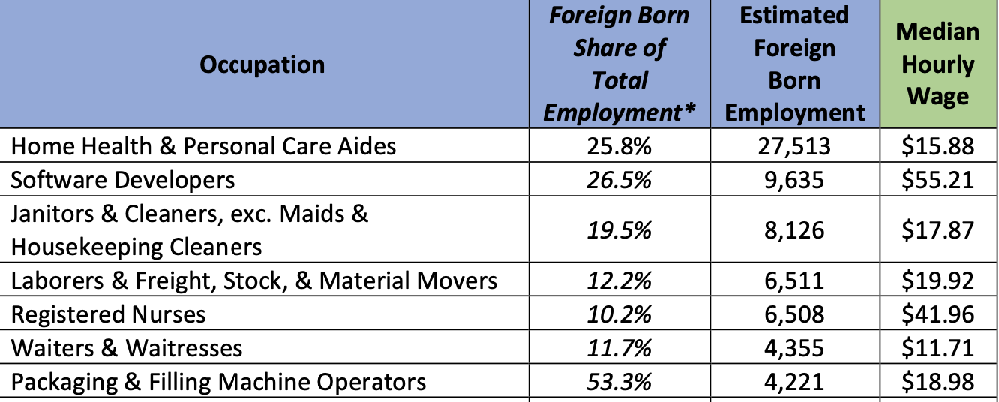 Occupation
Foreign Born
Share of
Total
Employment*
Estimated
Foreign
Born
Employment
Median
Hourly
Wage
Home Health & Personal Care Aides 25.8% 27,513 $15.88
Software Developers 26.5% 9,635 $55.21
Janitors & Cleaners, exc. Maids &
Housekeeping Cleaners 19.5% 8,126 $17.87
Laborers & Freight, Stock, & Material Movers 12.2% 6,511 $19.92
Registered Nurses 10.2% 6,508 $41.96
Waiters & Waitresses 11.7% 4,355 $11.71
Packaging & Filling Machine Operators 53.3% 4,221 $18.98